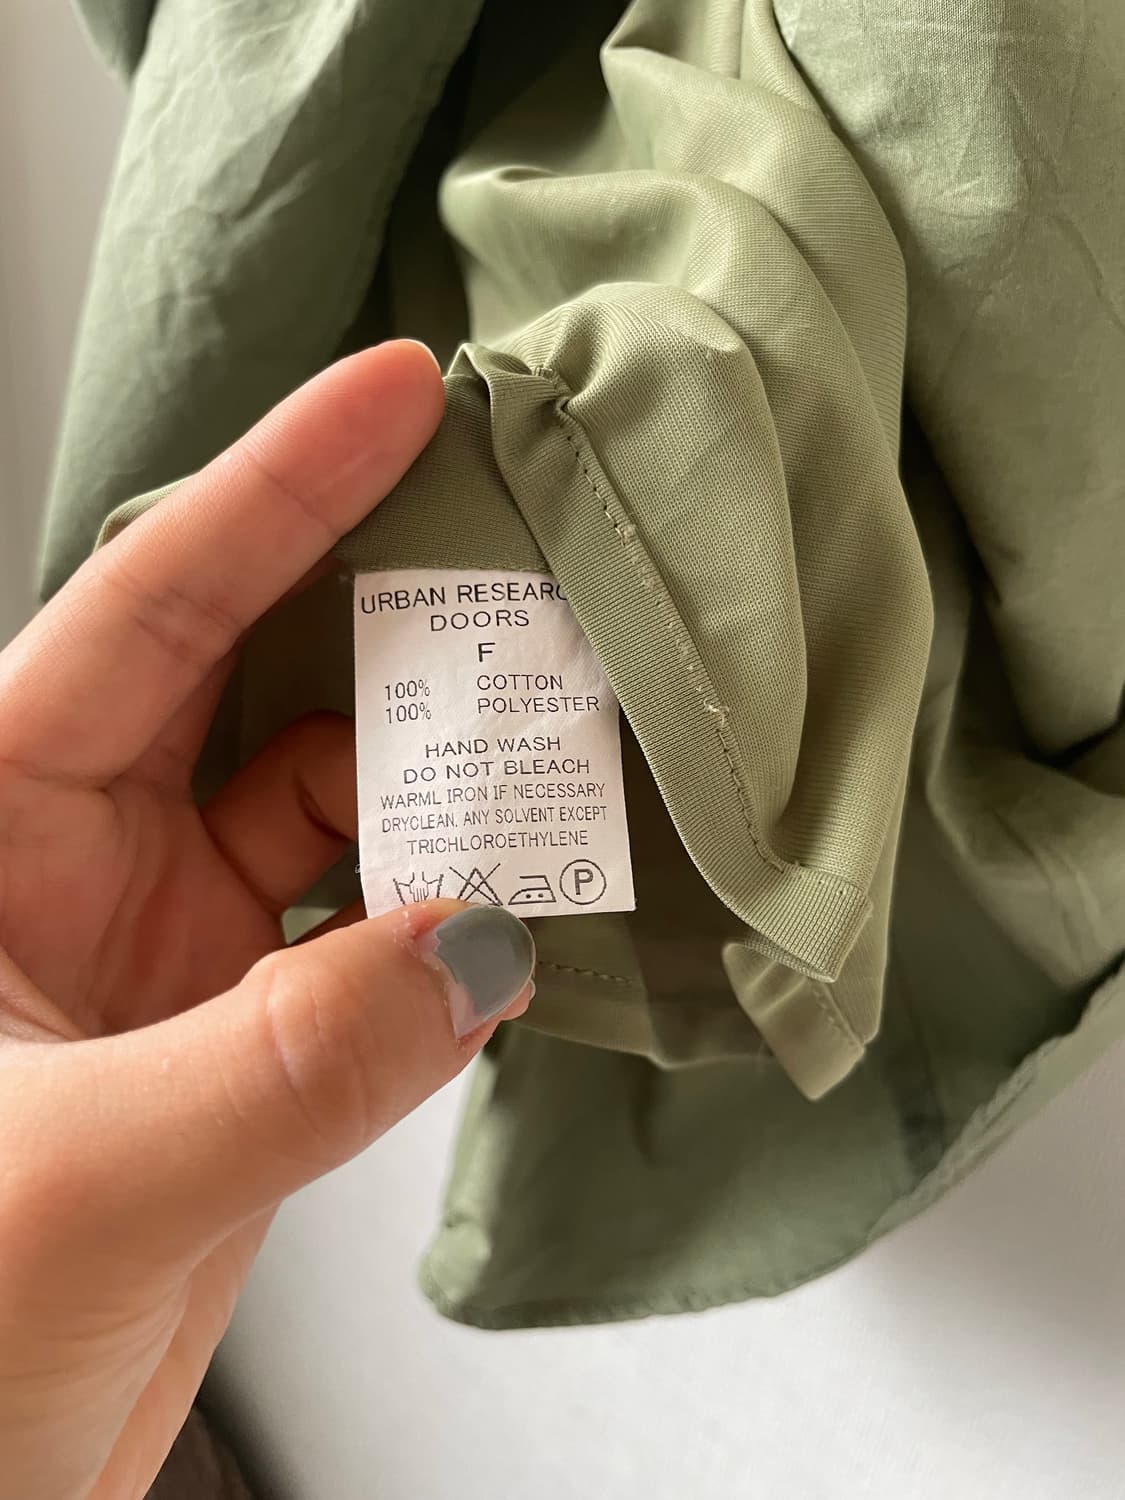 URBAN RESEARC
DOORS
F
100% COTTON
100% POLYESTER
HAND WASH
DO NOT BLEACH
WARML IRON IF NECESSARY
DRYCLEAN, ANY SOLVENT EXCEPT
TRICHLOROETHYLENE
P